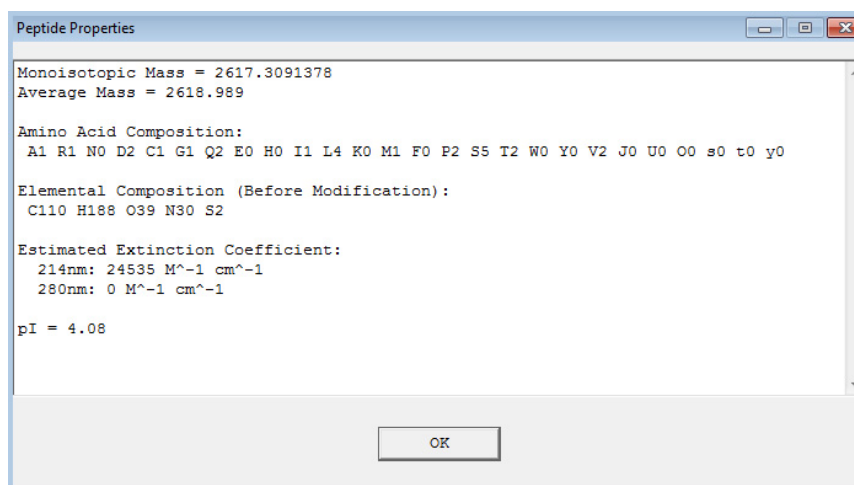 Peptide Properties
Monoisotopic Mass = 2617.3091378
Average Mass = 2618.989
Amino Acid Composition:
A1 R1 N0 D2 C1 G1 Q2 E0 H0 I1 L4 K0 M1 F0 P2 S5 T2 W0 Y0 V2 J0 U0 O0 s0 t0 y0
Elemental Composition (Before Modification):
C110 H188 O39 N30 S2
Estimated Extinction Coefficient:
214nm: 24535 M^-1 cm^-1
280nm: 0 M^-1 cm^-1
pI = 4.08
OK